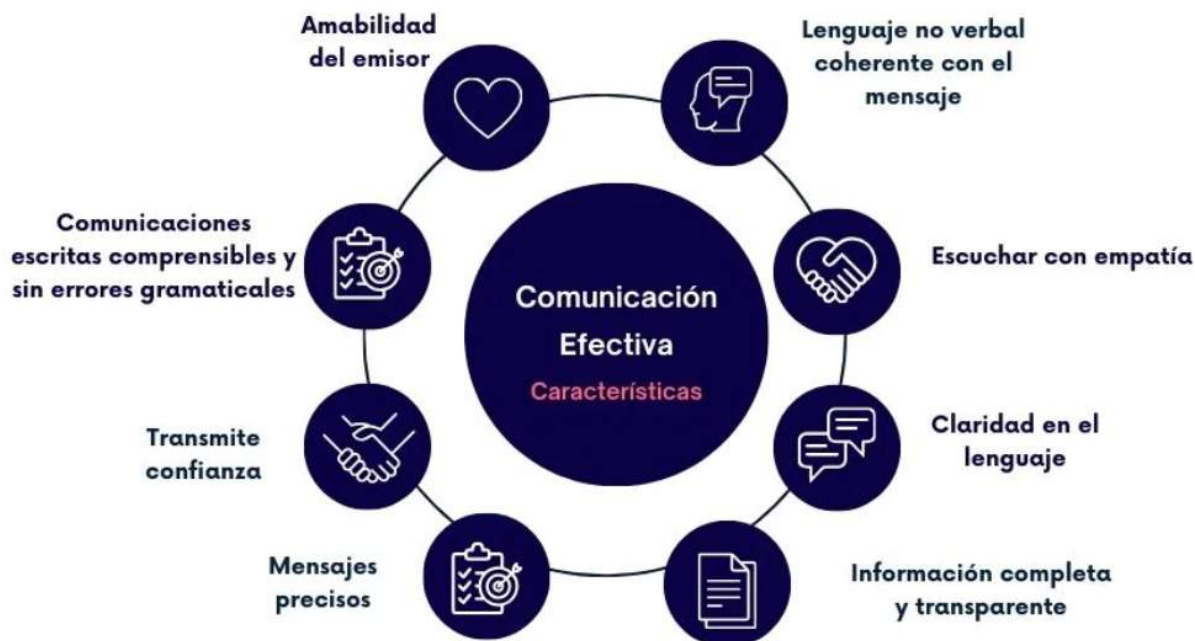 Amabilidad
del emisor
Lenguaje no verbal
coherente con el
mensaje
Comunicaciones
escritas comprensibles y
sin errores gramaticales
Escuchar con empatía
Comunicación
Efectiva
Características
Transmite
confianza
Claridad en el
lenguaje
Mensajes
precisos
Información completa
y transparente